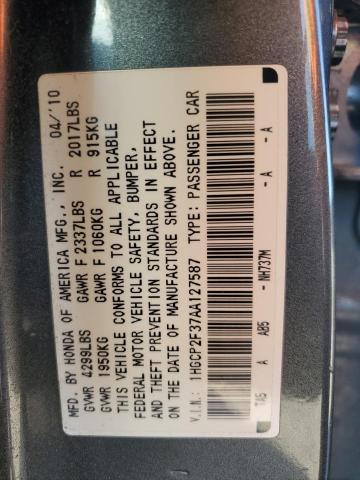 MFD. BY HONDA OF AMERICA MFG., INC. 04/10
GVWR 4299LBS GAWR F 2337LBS R 2017LBS
GVWR 1950KG GAWR F 1060KG R 915KG
THIS VEHICLE CONFORMS TO ALL APPLICABLE
FEDERAL MOTOR VEHICLE SAFETY, BUMPER,
AND THEFT PREVENTION STANDARDS IN EFFECT
ON THE DATE OF MANUFACTURE SHOWN ABOVE.
V.I.N.: 1HGCP2F37AA127587 TYPE: PASSENGER CAR
TA5 A AB5 NH737M - A - A